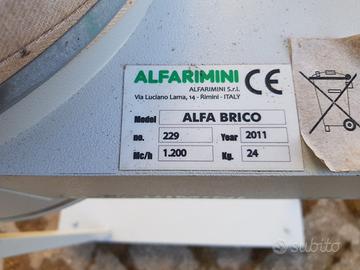 ALFARIMINI CE
ALFARIMINI S.r.l.
Via Luciano Lama, 14 - Rimini - ITALY
Model ALFA BRICO
no. 229 Year 2011
Mc/h 1.200 Kg. 24
subito